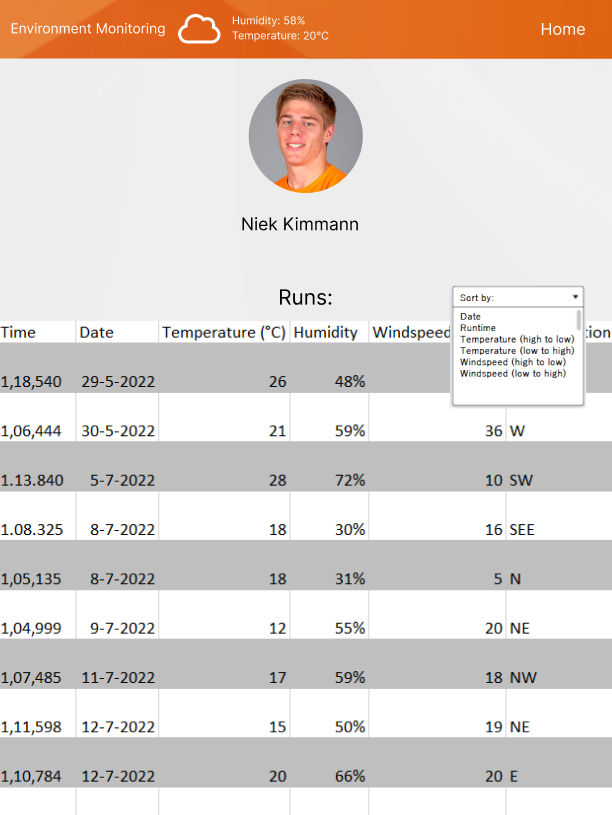 Environment Monitoring
Humidity: 58%
Temperature: 20°C
Home
Niek Kimmann
Runs:
Sort by:
Date
Runtime
Temperature (high to low)
Temperature (low to high)
Windspeed (high to low)
Windspeed (low to high)
Time Date Temperature (°C) Humidity Windspeed
1,18,540 29-5-2022 26 48%
1,06,444 30-5-2022 21 59% 36 W
1.13.840 5-7-2022 28 72% 10 SW
1.08.325 8-7-2022 18 30% 16 SEE
1,05,135 8-7-2022 18 31% 5 N
1,04,999 9-7-2022 12 55% 20 NE
1,07,485 11-7-2022 17 59% 18 NW
1,11,598 12-7-2022 15 50% 19 NE
1,10,784 12-7-2022 20 66% 20 E